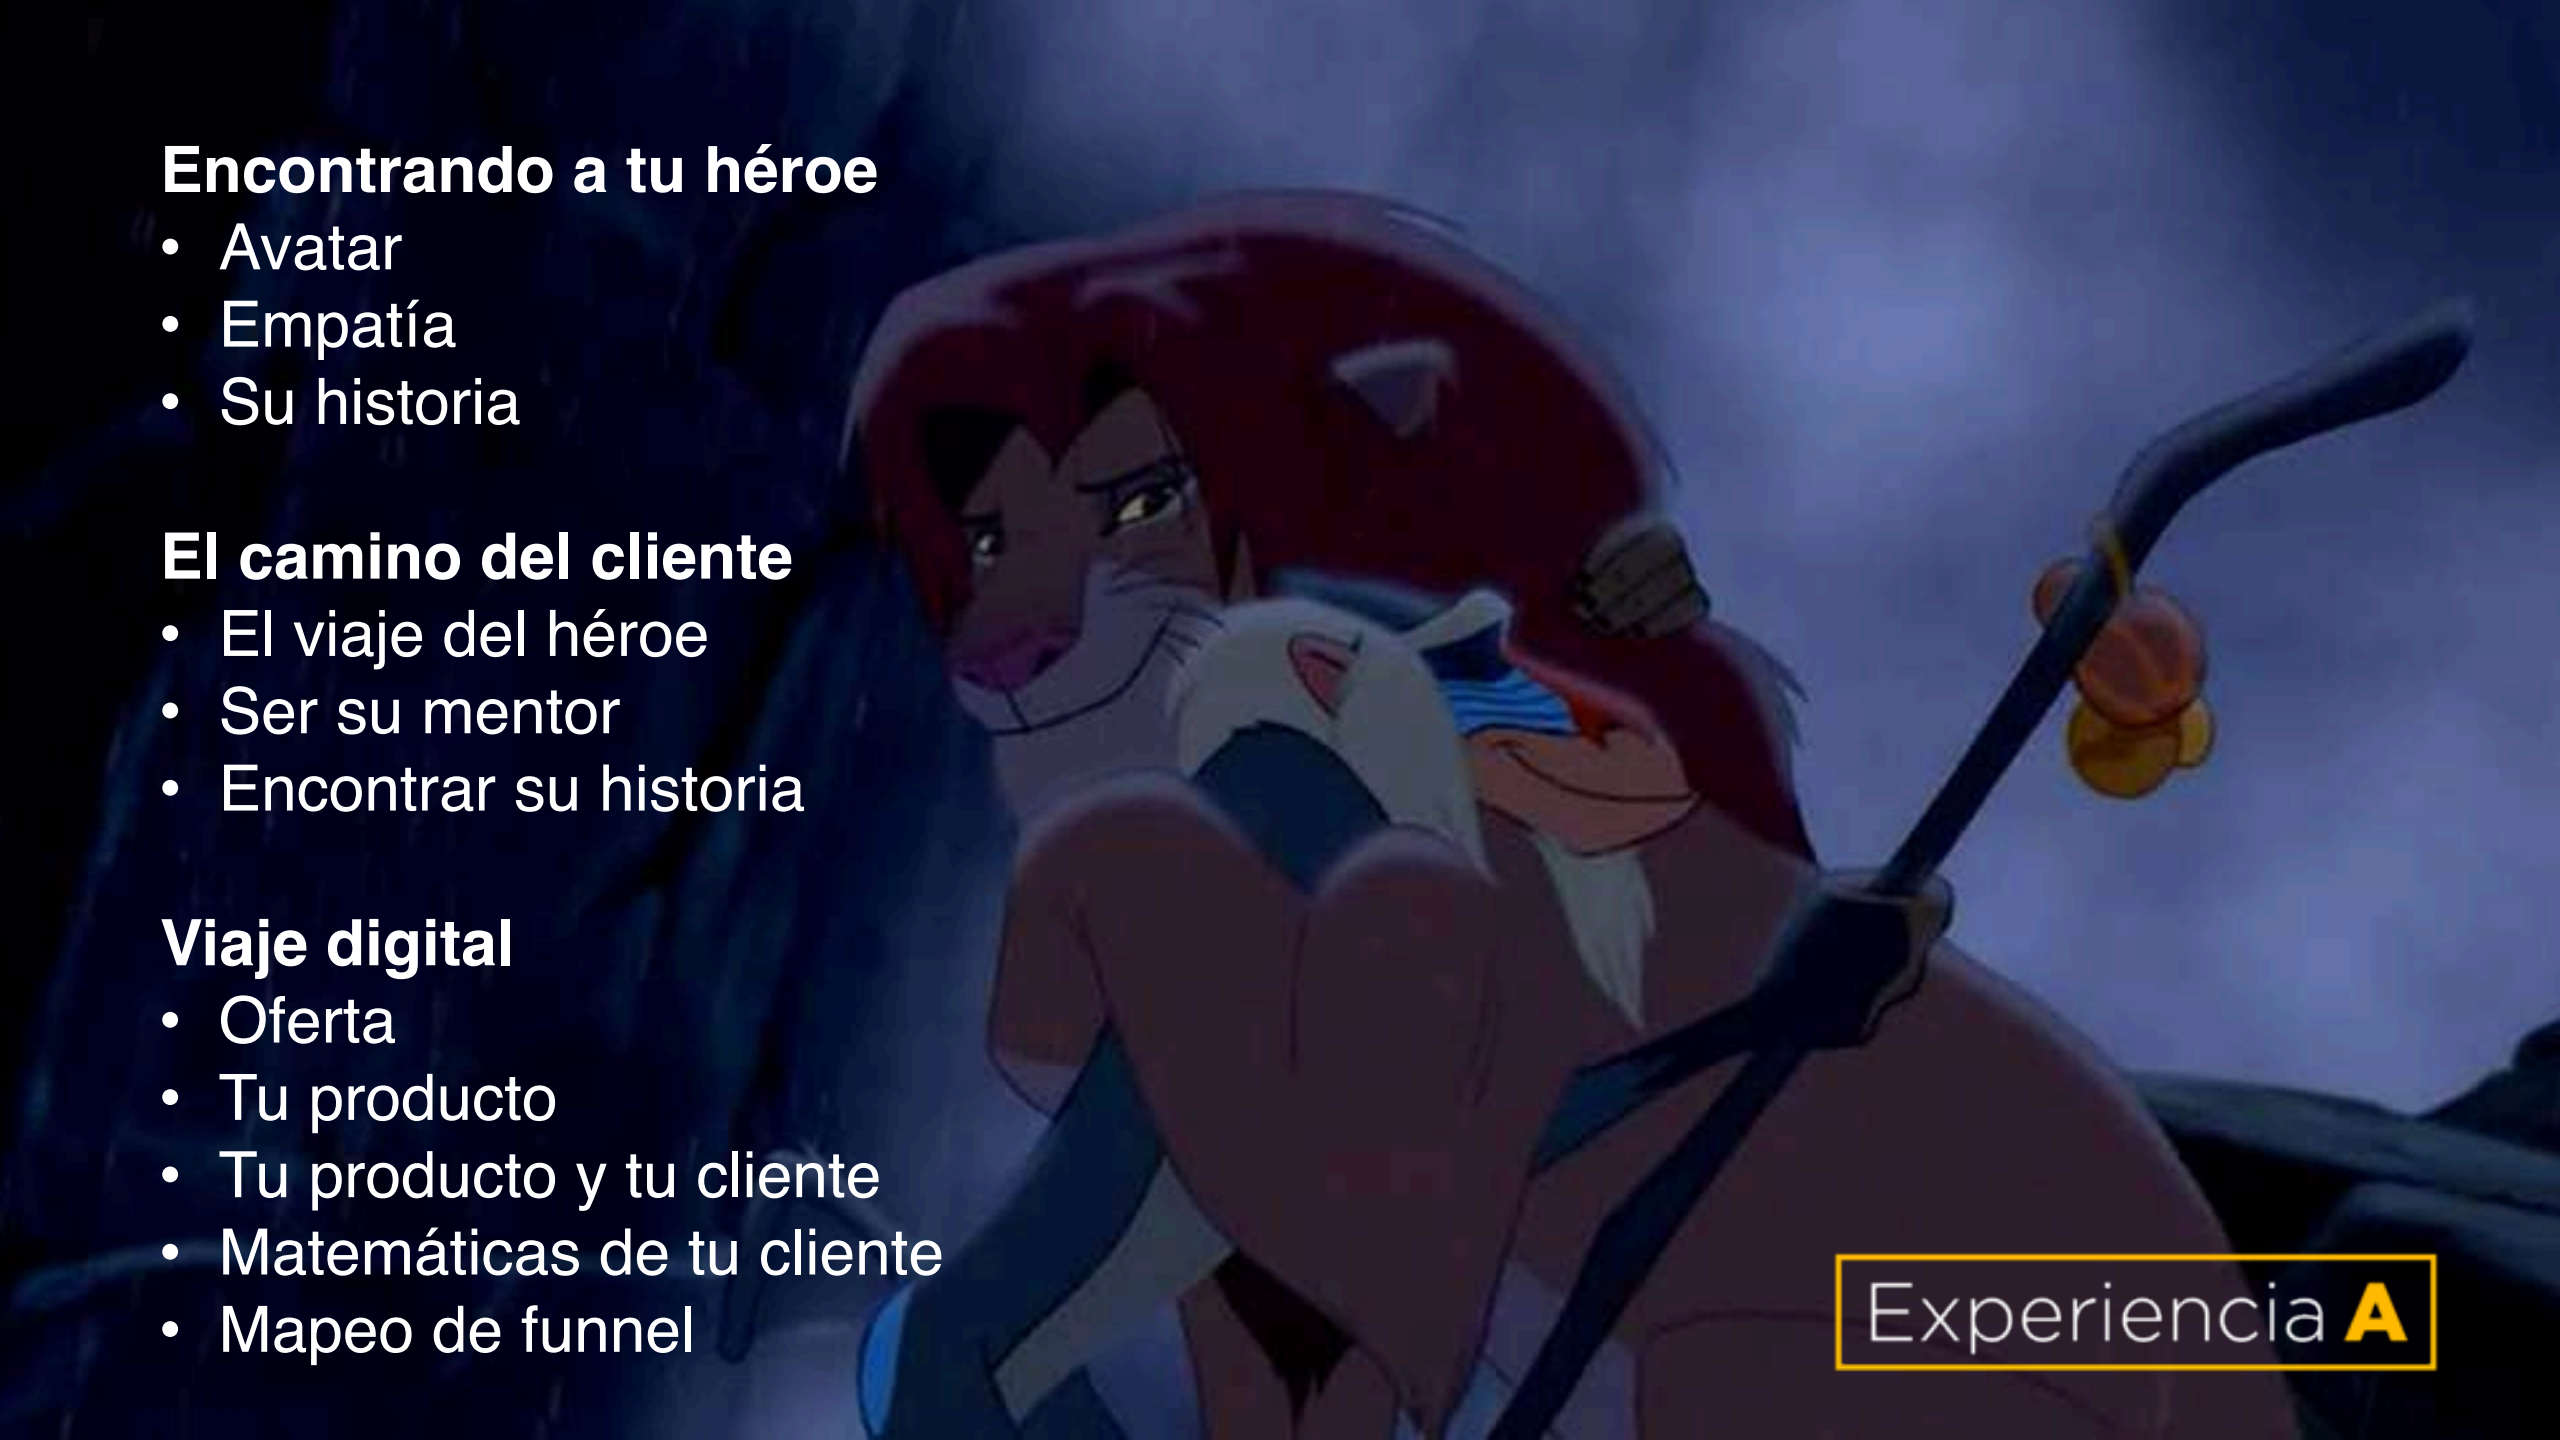 Encontrando a tu héroe
• Avatar
• Empatía
• Su historia
El camino del cliente
• El viaje del héroe
• Ser su mentor
• Encontrar su historia
Viaje digital
• Oferta
• Tu producto
• Tu producto y tu cliente
• Matemáticas de tu cliente
• Mapeo de funnel
Experiencia A